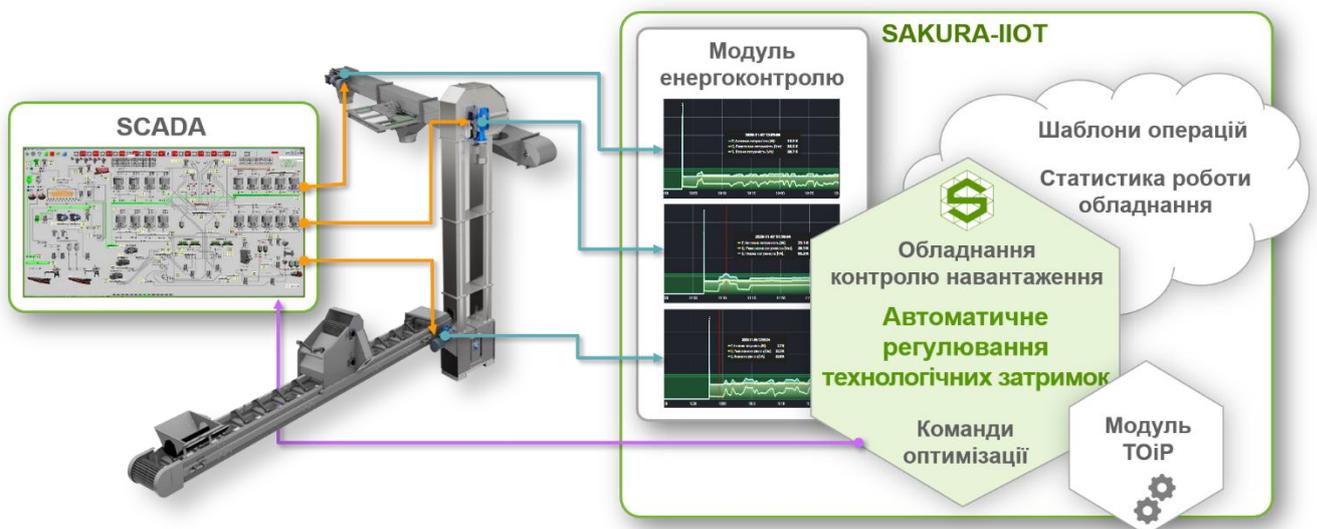 SAKURA-IIOT
Модуль
енергоконтролю
SCADA
Шаблони операцій
Статистика роботи
обладнання
Обладнання
контролю навантаження
Автоматичне
регулювання
технологічних затримок
Команди
оптимізації
Модуль
ТОіР